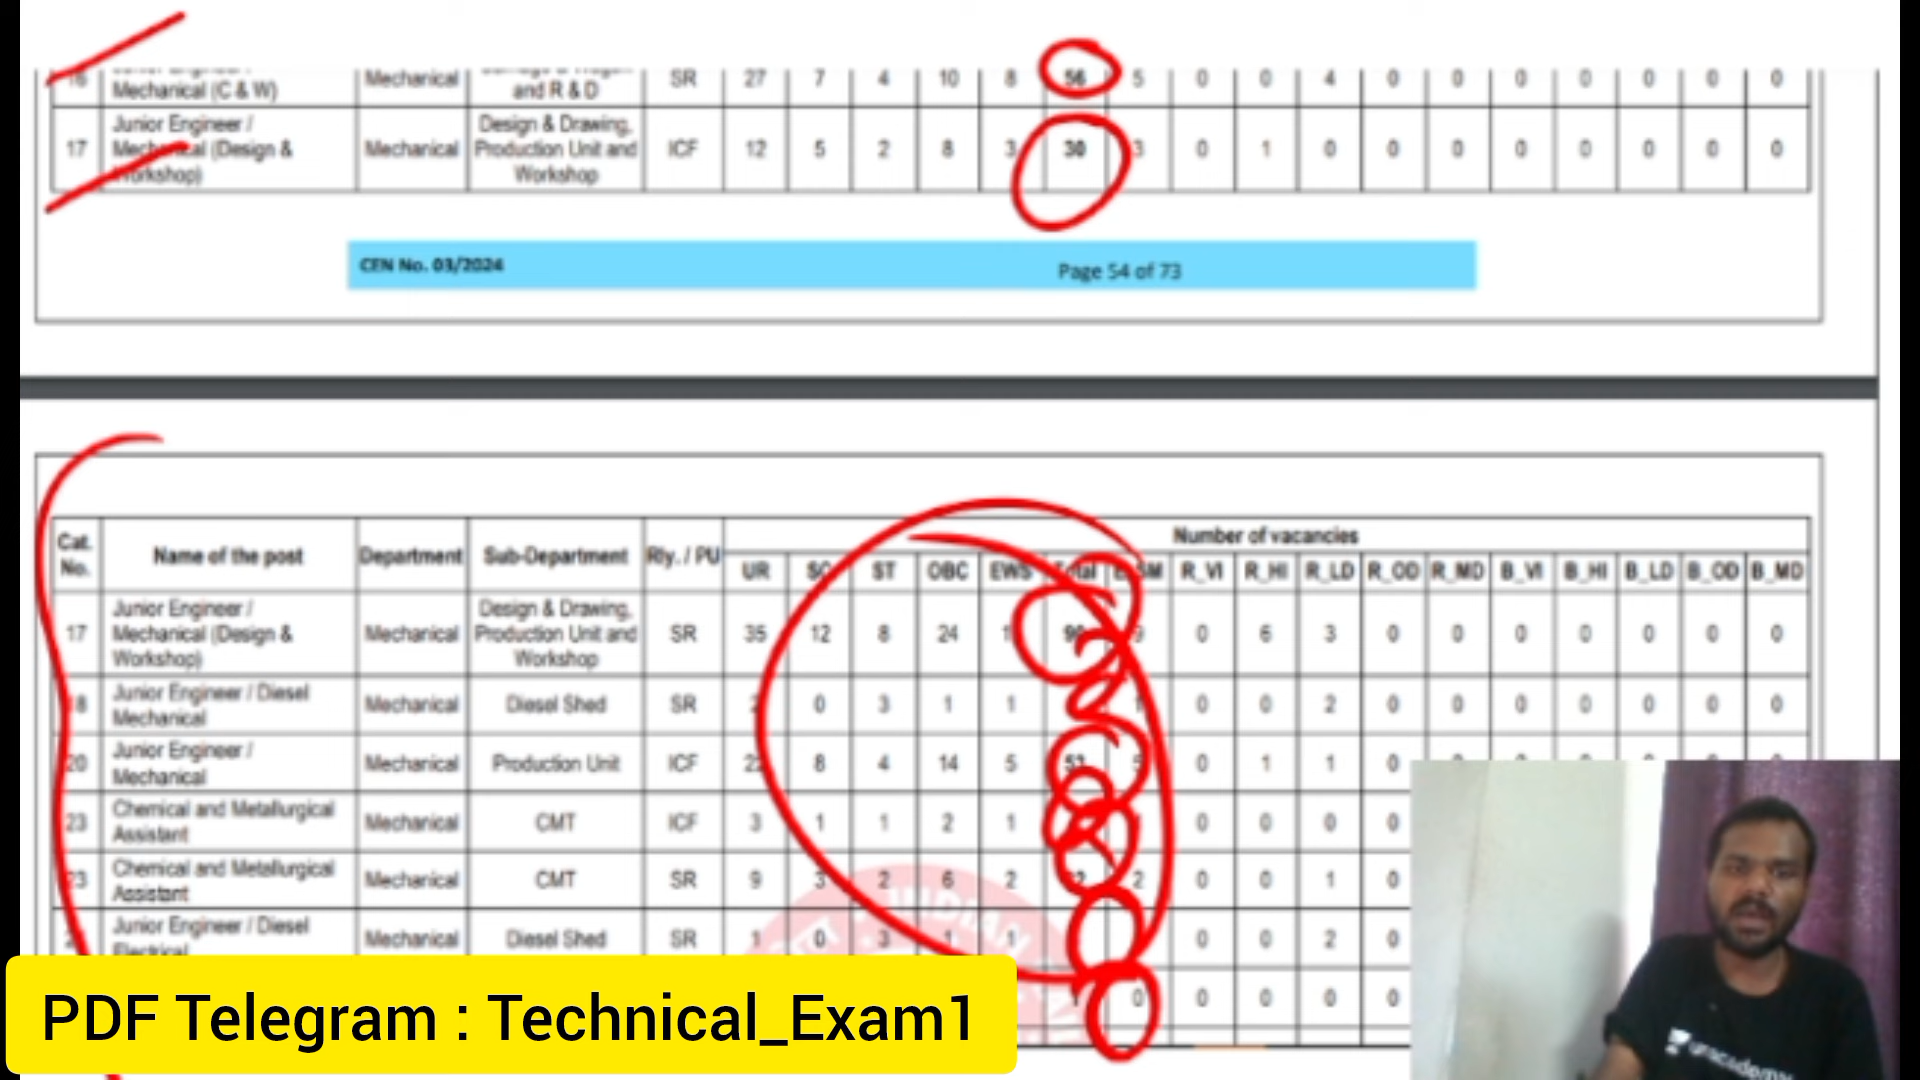 16 Mechanical (C & W) Mechanical and R & D SR 27 7 4 10 8 56 5 0 0 4 0 0 0 0 0 0 0
17 Junior Engineer / Mechanical (Design & Workshop) Mechanical Design & Drawing, Production Unit and Workshop ICF 12 5 2 8 3 30 3 0 1 0 0 0 0 0 0 0 0
CEN No. 03/2024 Page 54 of 73
Cat. No. Name of the post Department Sub-Department Rly. / PU Number of vacancies
UR SC ST OBC EWS Total R_VI R_HI R_LD R_OD R_MD B_VI B_HI B_LD B_OD B_MD
17 Junior Engineer / Mechanical (Design & Workshop) Mechanical Design & Drawing, Production Unit and Workshop SR 35 12 8 24 9 0 6 3 0 0 0 0 0 0 0
Junior Engineer / Diesel Mechanical Mechanical Diesel Shed SR 0 3 1 1 0 0 2 0 0 0 0 0 0 0
20 Junior Engineer / Mechanical Mechanical Production Unit ICF 8 4 14 5 53 0 1 1 0
23 Chemical and Metallurgical Assistant Mechanical CMT ICF 3 1 1 2 1 0 0 0 0
23 Chemical and Metallurgical Assistant Mechanical CMT SR 9 3 2 6 2 2 0 0 1 0
Junior Engineer / Diesel Electrical Mechanical Diesel Shed SR 1 0 3 1 1 0 0 2 0
0 0 0 0 0
PDF Telegram : Technical_Exam1
unacademy